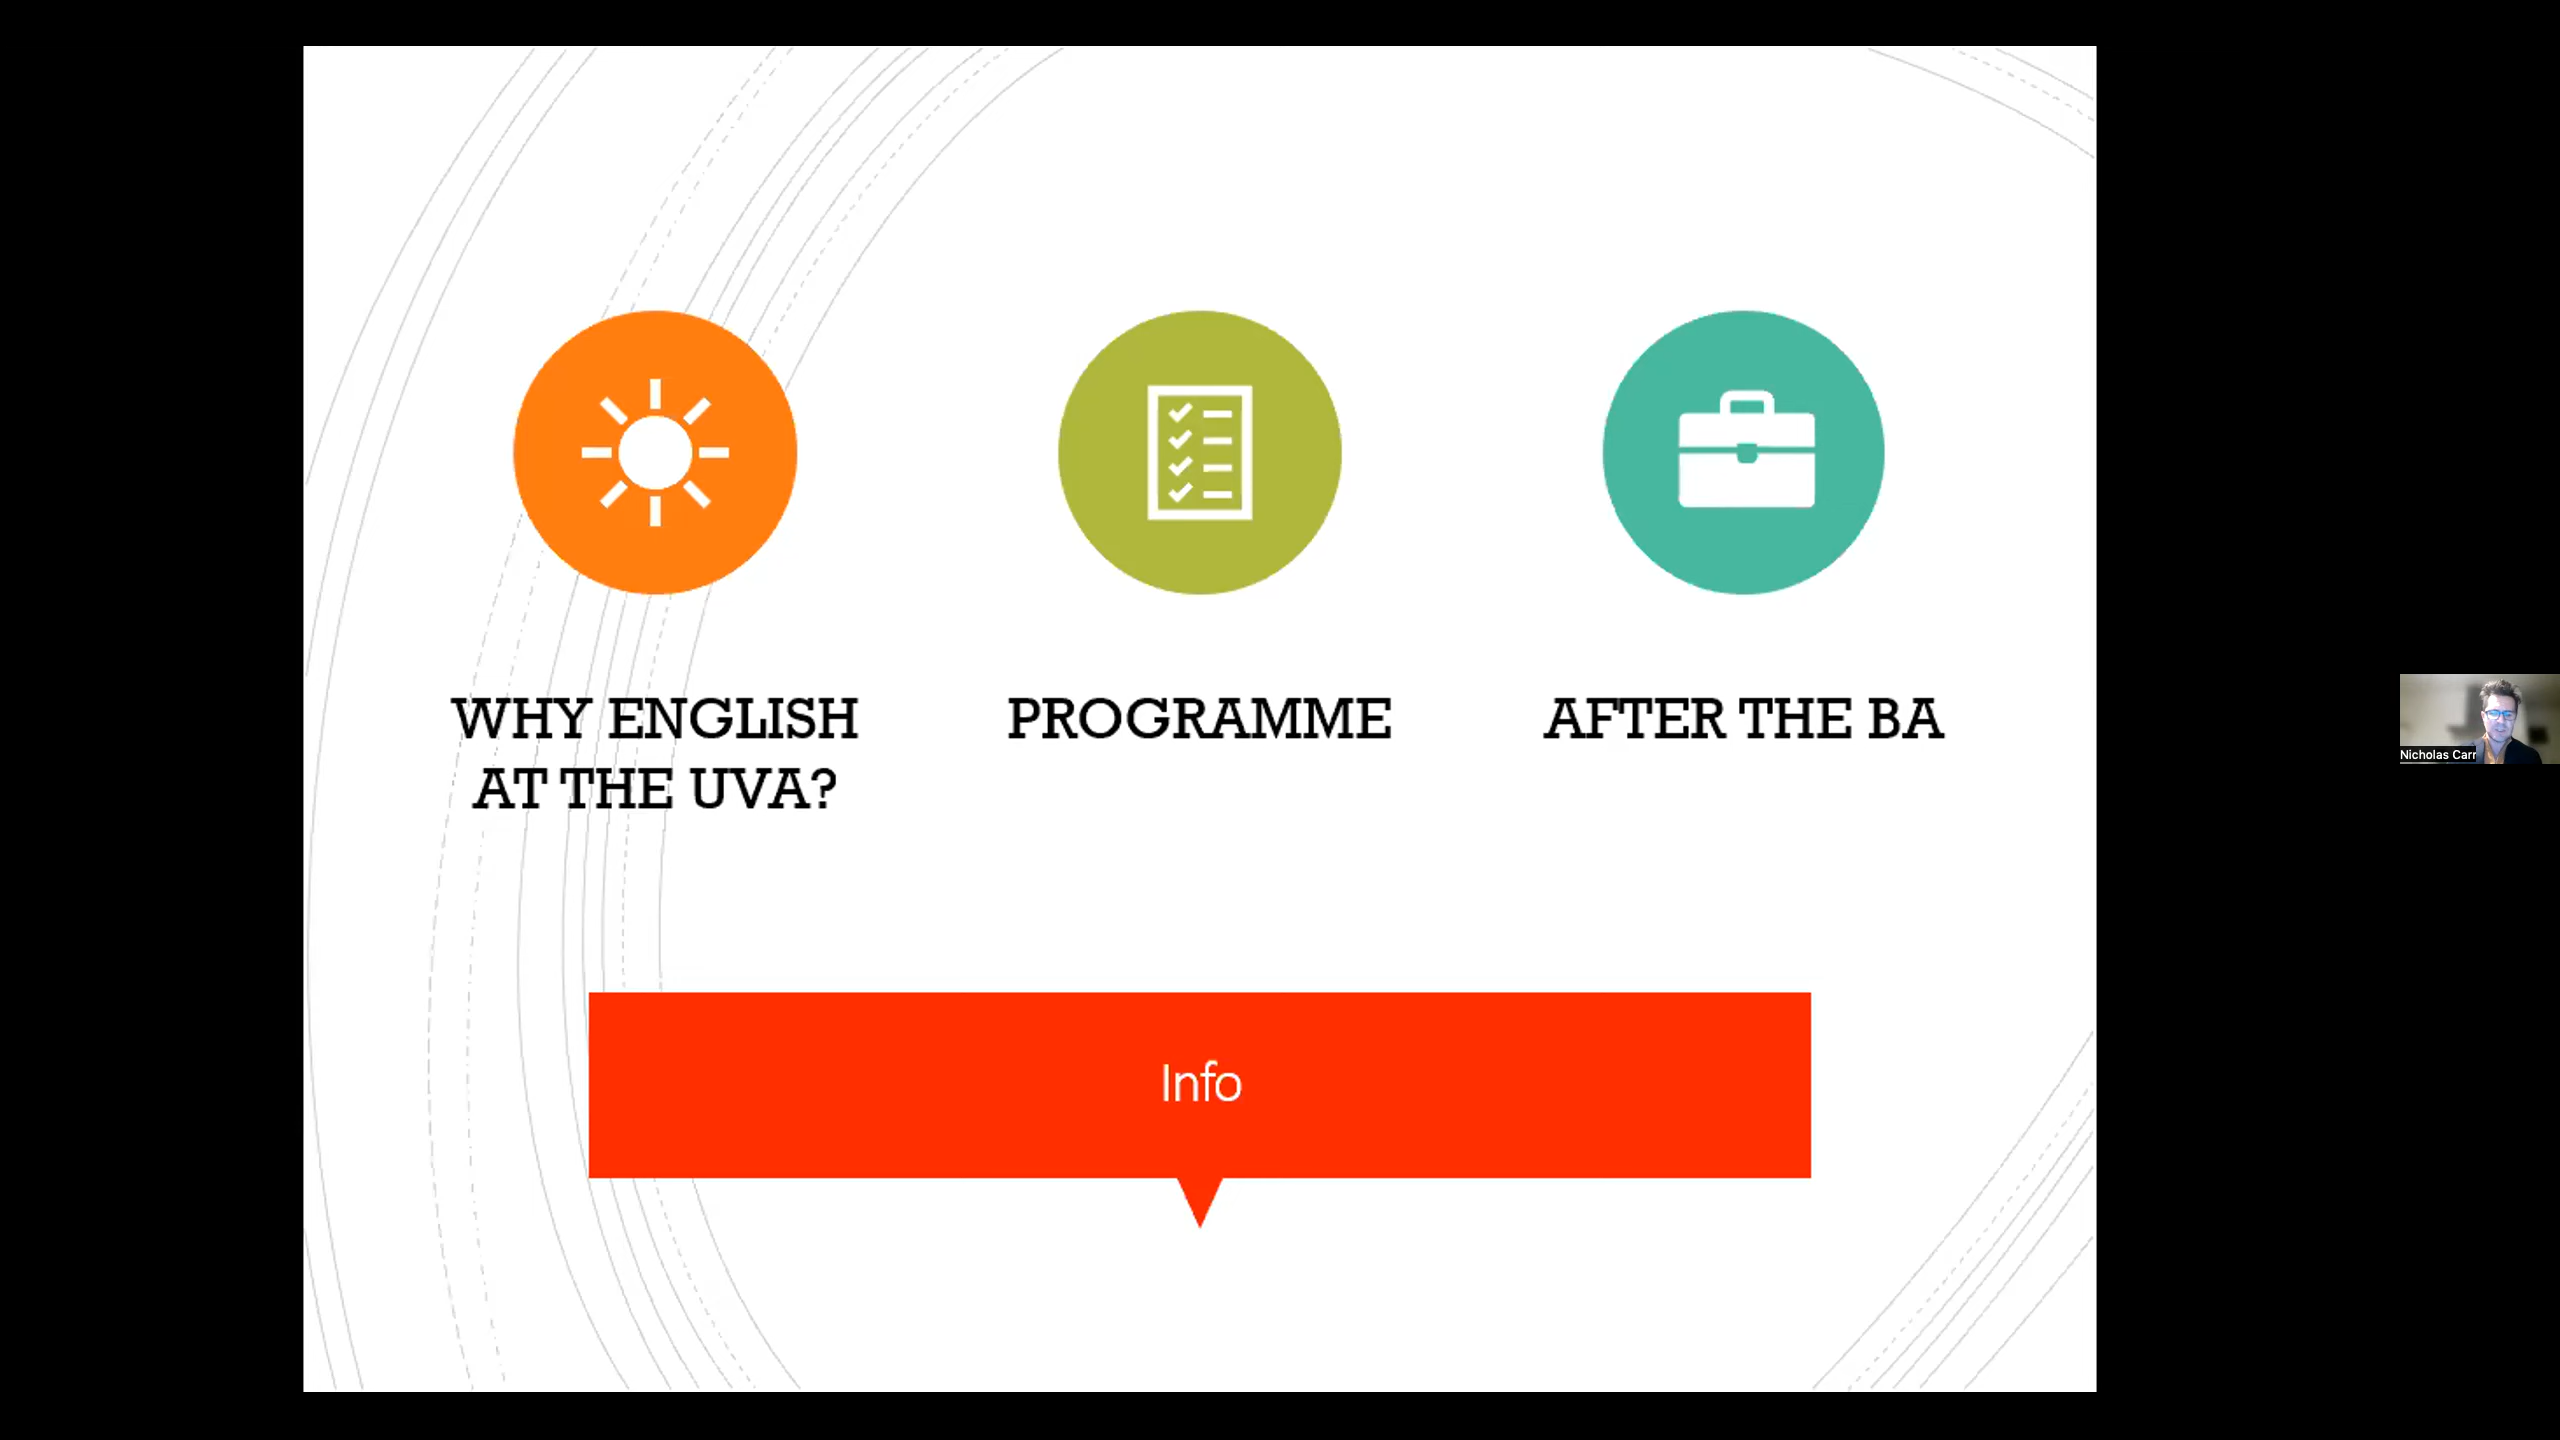 WHY ENGLISH
AT THE UVA?
PROGRAMME
AFTER THE BA
Info
Nicholas Carr